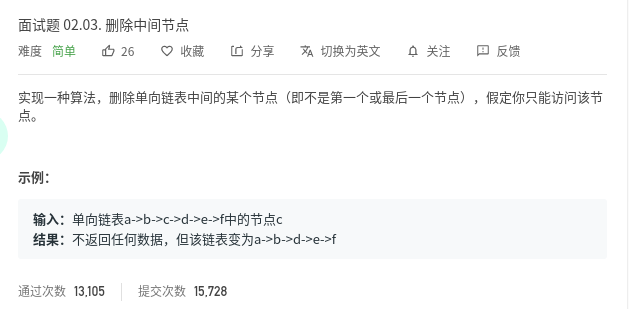 面试题 02.03. 删除中间节点
难度 简单 26 收藏 分享 切换为英文 关注 反馈
实现一种算法，删除单向链表中间的某个节点（即不是第一个或最后一个节点），假定你只能访问该节
点。
示例：
输入：单向链表a->b->c->d->e->f中的节点c
结果：不返回任何数据，但该链表变为a->b->d->e->f
通过次数 13,105 提交次数 15,728